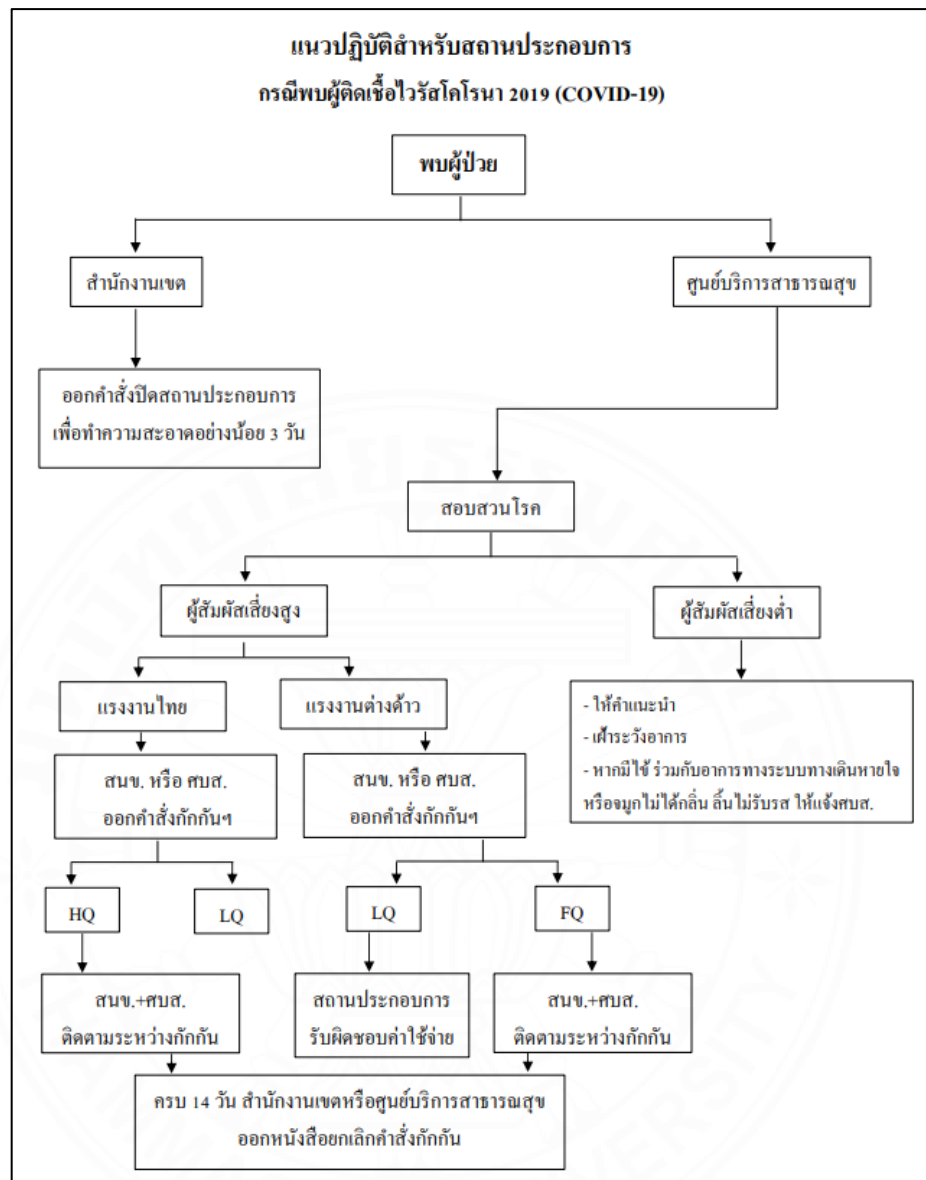 แนวปฏิบัติสำหรับสถานประกอบการ
กรณีพบผู้ติดเชื้อไวรัสโคโรนา 2019 (COVID-19)
พบผู้ป่วย
สำนักงานเขต
ศูนย์บริการสาธารณสุข
ออกคำสั่งปิดสถานประกอบการ
เพื่อทำความสะอาดอย่างน้อย 3 วัน
สอบสวนโรค
ผู้สัมผัสเสี่ยงสูง
ผู้สัมผัสเสี่ยงต่ำ
แรงงานไทย
แรงงานต่างด้าว
- ให้คำแนะนำ
- เฝ้าระวังอาการ
- หากมีไข้ ร่วมกับอาการทางระบบทางเดินหายใจ
หรือจมูกไม่ได้กลิ่น ลิ้นไม่รับรส ให้แจ้งศบส.
สนข. หรือ ศบส.
ออกคำสั่งกักกันฯ
สนข. หรือ ศบส.
ออกคำสั่งกักกันฯ
HQ
LQ
LQ
FQ
สนข.+ศบส.
ติดตามระหว่างกักกัน
สถานประกอบการ
รับผิดชอบค่าใช้จ่าย
สนข.+ศบส.
ติดตามระหว่างกักกัน
ครบ 14 วัน สำนักงานเขตหรือศูนย์บริการสาธารณสุข
ออกหนังสือยกเลิกคำสั่งกักกัน